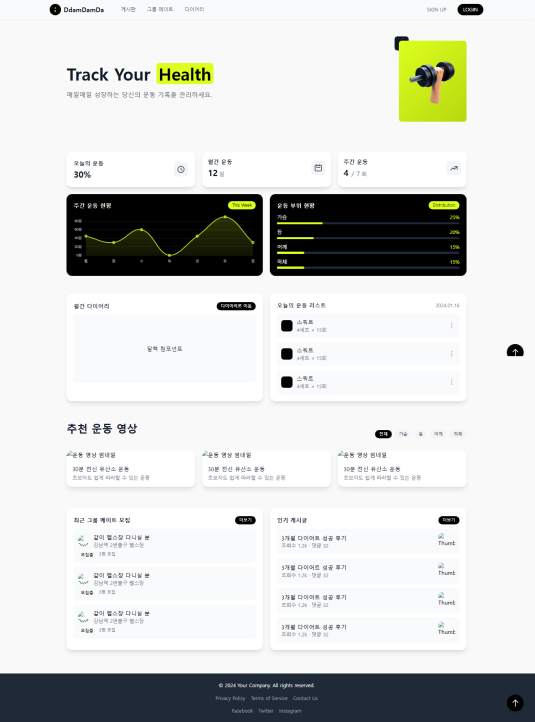 DdamDamDa 게시판 그룹 메이트 다이어리 SIGN UP LOGIN
Track Your Health
매일매일 성장하는 당신의 운동 기록을 관리하세요.
오늘의 운동
30%
월간 운동
12 일
주간 운동
4 / 7 회
주간 운동 현황 This Week
월 화 수 목 금 토 일
운동 부위 현황 Distribution
가슴 25%
등 20%
어깨 15%
하체 15%
월간 다이어리 다이어리로 이동
달력 컴포넌트
오늘의 운동 리스트 2024.01.16
스쿼트
4세트 × 15회
스쿼트
4세트 × 15회
스쿼트
4세트 × 15회
추천 운동 영상
전체 가슴 등 어깨 하체
운동 영상 썸네일
30분 전신 유산소 운동
초보자도 쉽게 따라할 수 있는 운동
운동 영상 썸네일
30분 전신 유산소 운동
초보자도 쉽게 따라할 수 있는 운동
운동 영상 썸네일
30분 전신 유산소 운동
초보자도 쉽게 따라할 수 있는 운동
최근 그룹 메이트 모집 더보기
같이 헬스장 다니실 분
강남역 2번출구 헬스장
모집중 3명 모집
같이 헬스장 다니실 분
강남역 2번출구 헬스장
모집중 3명 모집
같이 헬스장 다니실 분
강남역 2번출구 헬스장
모집중 3명 모집
인기 게시글 더보기
3개월 다이어트 성공 후기
조회수 1.2k · 댓글 32
Thumb
3개월 다이어트 성공 후기
조회수 1.2k · 댓글 32
Thumb
3개월 다이어트 성공 후기
조회수 1.2k · 댓글 32
Thumb
3개월 다이어트 성공 후기
조회수 1.2k · 댓글 32
Thumb
© 2024 Your Company. All rights reserved.
Privacy Policy Terms of Service Contact Us
Facebook Twitter Instagram